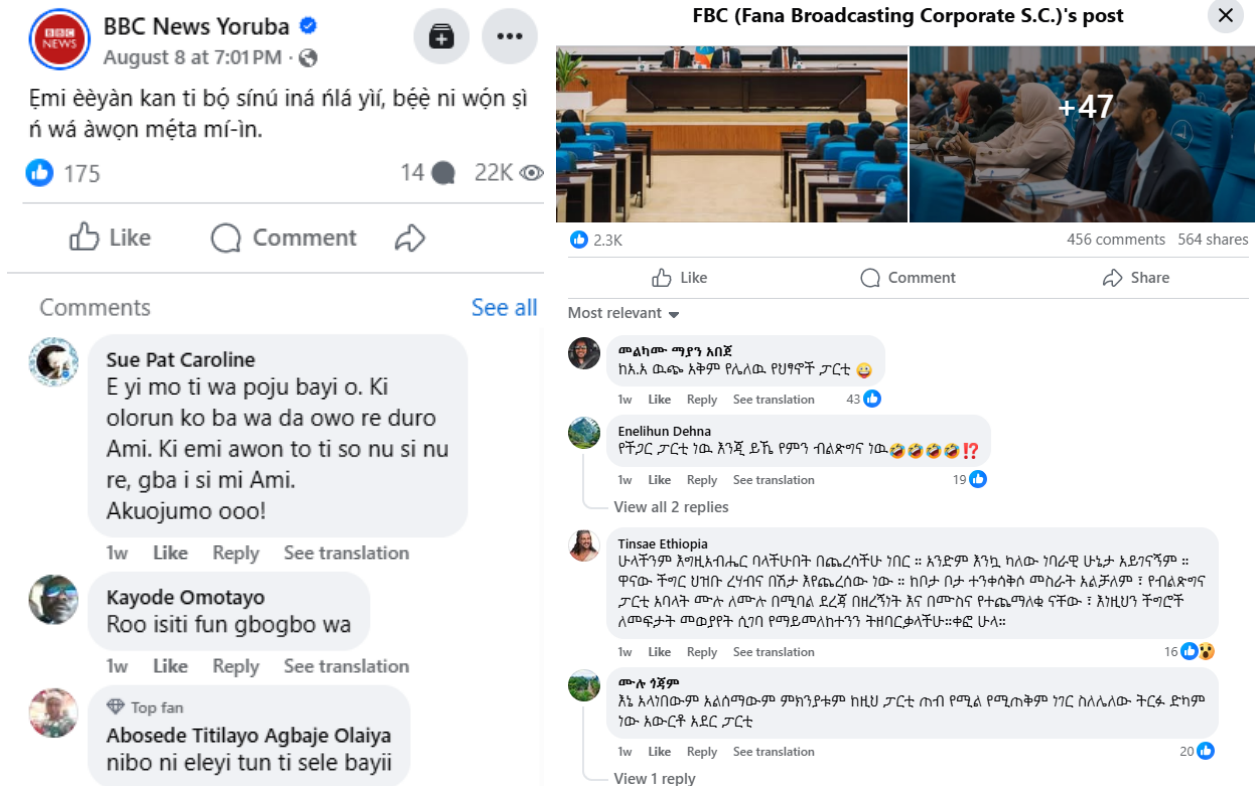 BBC NEWS
BBC News Yoruba
August 8 at 7:01 PM
Ẹmi èèyàn kan ti bọ́ sínú iná ńlá yìí, bẹ́ẹ̀ ni wọ́n ṣì
ń wá àwọn mẹ́ta mí-ìn.
175
14
22K
Like
Comment
Comments
See all
Sue Pat Caroline
E yi mo ti wa poju bayi o. Ki
olorun ko ba wa da owo re duro
Ami. Ki emi awon to ti so nu si nu
re, gba i si mi Ami.
Akuojumo ooo!
1w Like Reply See translation
Kayode Omotayo
Roo isiti fun gbogbo wa
1w Like Reply See translation
Top fan
Abosede Titilayo Agbaje Olaiya
nibo ni eleyi tun ti sele bayii
FBC (Fana Broadcasting Corporate S.C.)'s post
+47
2.3K
456 comments 564 shares
Like
Comment
Share
Most relevant
መልካሙ ማያን አበጀ
ከአ.አ ዉጭ አቅም የሌለዉ የህፃኖች ፓርቲ 😀
1w Like Reply See translation 43
Enelihun Dehna
የችጋር ፓርቲ ነዉ እንጂ ይኼ የምን ብልጽግና ነዉ🤣🤣🤣🤣⁉️
1w Like Reply See translation 19
View all 2 replies
Tinsae Ethiopia
ሁላችንም እግዚአብሔር ባላችሁበት በጨረሳችሁ ነበር ። አንድም እንኳ ካለው ነባራዊ ሁኔታ አይገናኝም ።
ዋናው ችግር ህዝቡ ረሃብና በሽታ እየጨረሰው ነው ። ከቦታ ቦታ ተንቀሳቅሶ መስራት አልቻለም ፣ የብልጽግና
ፓርቲ አባላት ሙሉ ለሙሉ በሚባል ደረጃ በዘረኝነት እና በሙስና የተጨማለቁ ናቸው ፣ እነዚህን ችግሮች
ለመፍታት መወያየት ሲገባ የማይመለከተንን ትዘባርቃላችሁ።ቀፎ ሁላ።
1w Like Reply See translation 16
ሙሉ ጎጃም
እኔ አላነበውም አልሰማውም ምክንያቱም ከዚህ ፓርቲ ጠብ የሚል የሚጠቅም ነገር ስለሌለው ትርፉ ድካም
ነው አውርቶ አደር ፓርቲ
1w Like Reply See translation 20
View 1 reply